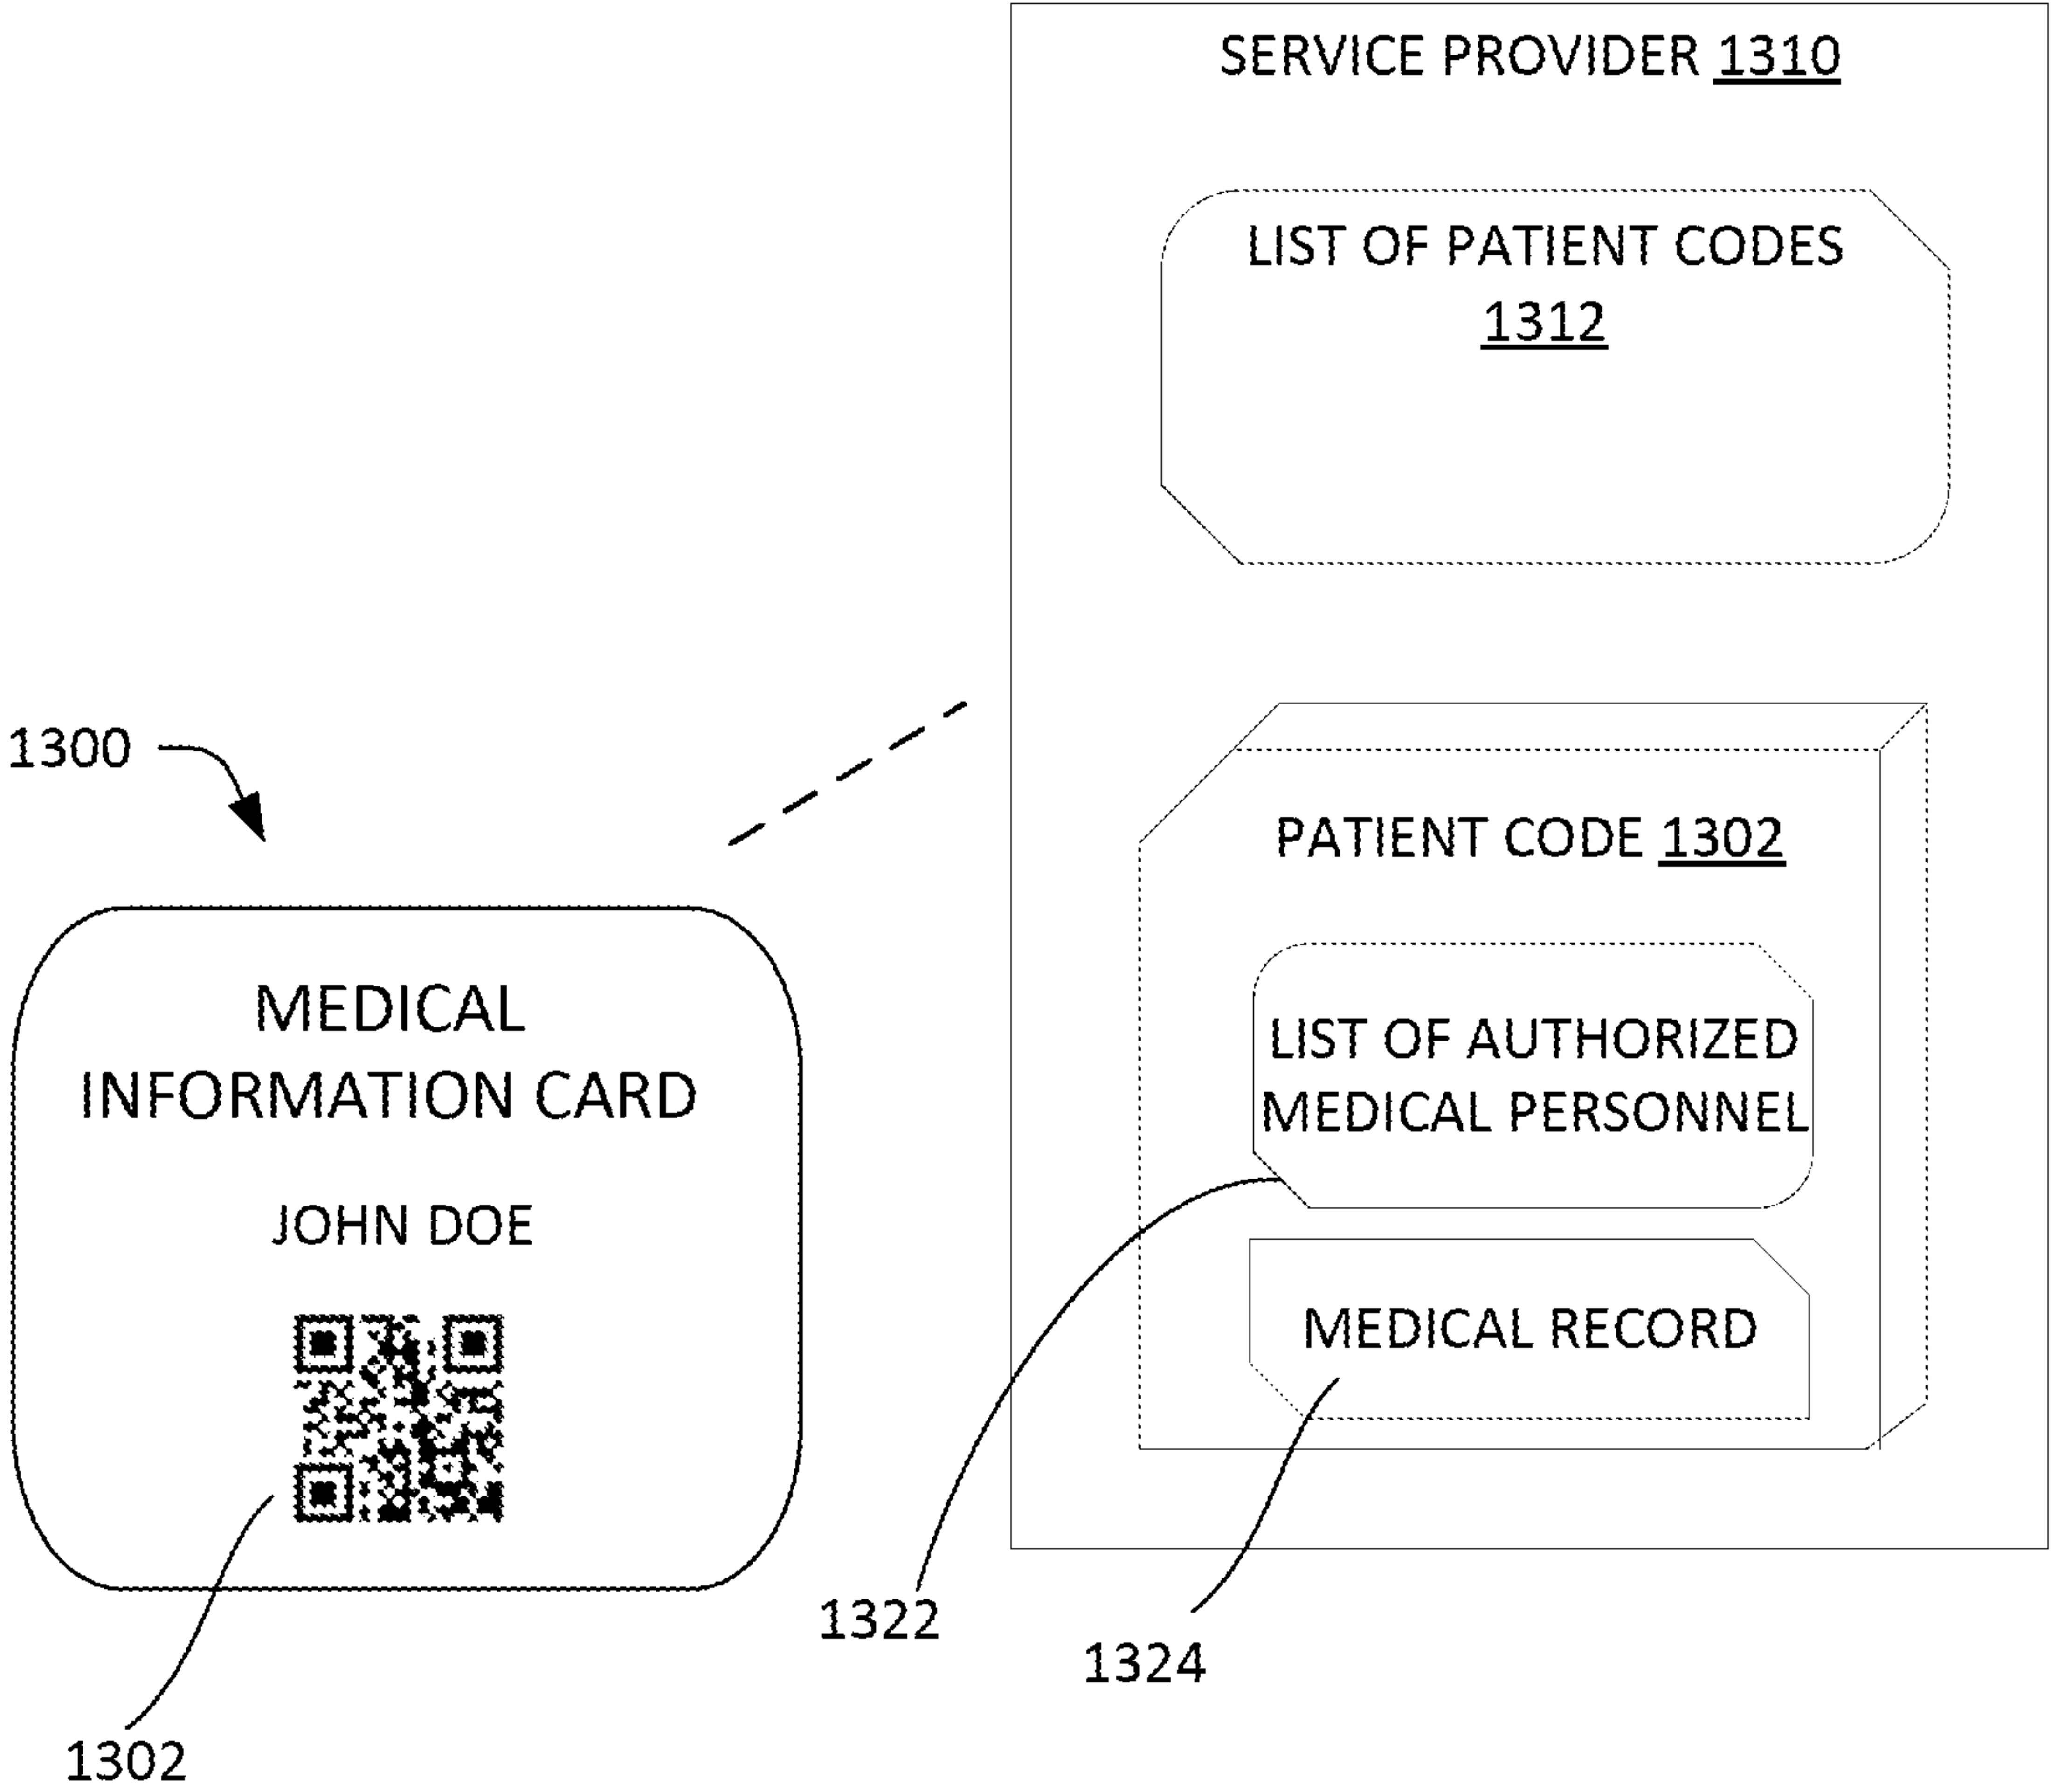 SERVICE PROVIDER 1310
LIST OF PATIENT CODES
1312
1300
PATIENT CODE 1302
MEDICAL
INFORMATION CARD
JOHN DOE
LIST OF AUTHORIZED
MEDICAL PERSONNEL
MEDICAL RECORD
1322
1324
1302